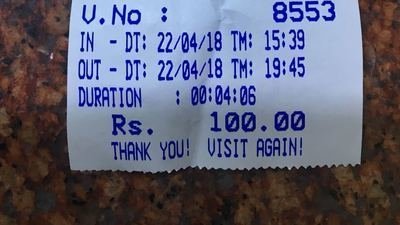 V.No : 8553
IN - DT: 22/04/18 TM: 15:39
OUT - DT: 22/04/18 TM: 19:45
DURATION : 00:04:06
Rs. 100.00
THANK YOU! VISIT AGAIN!